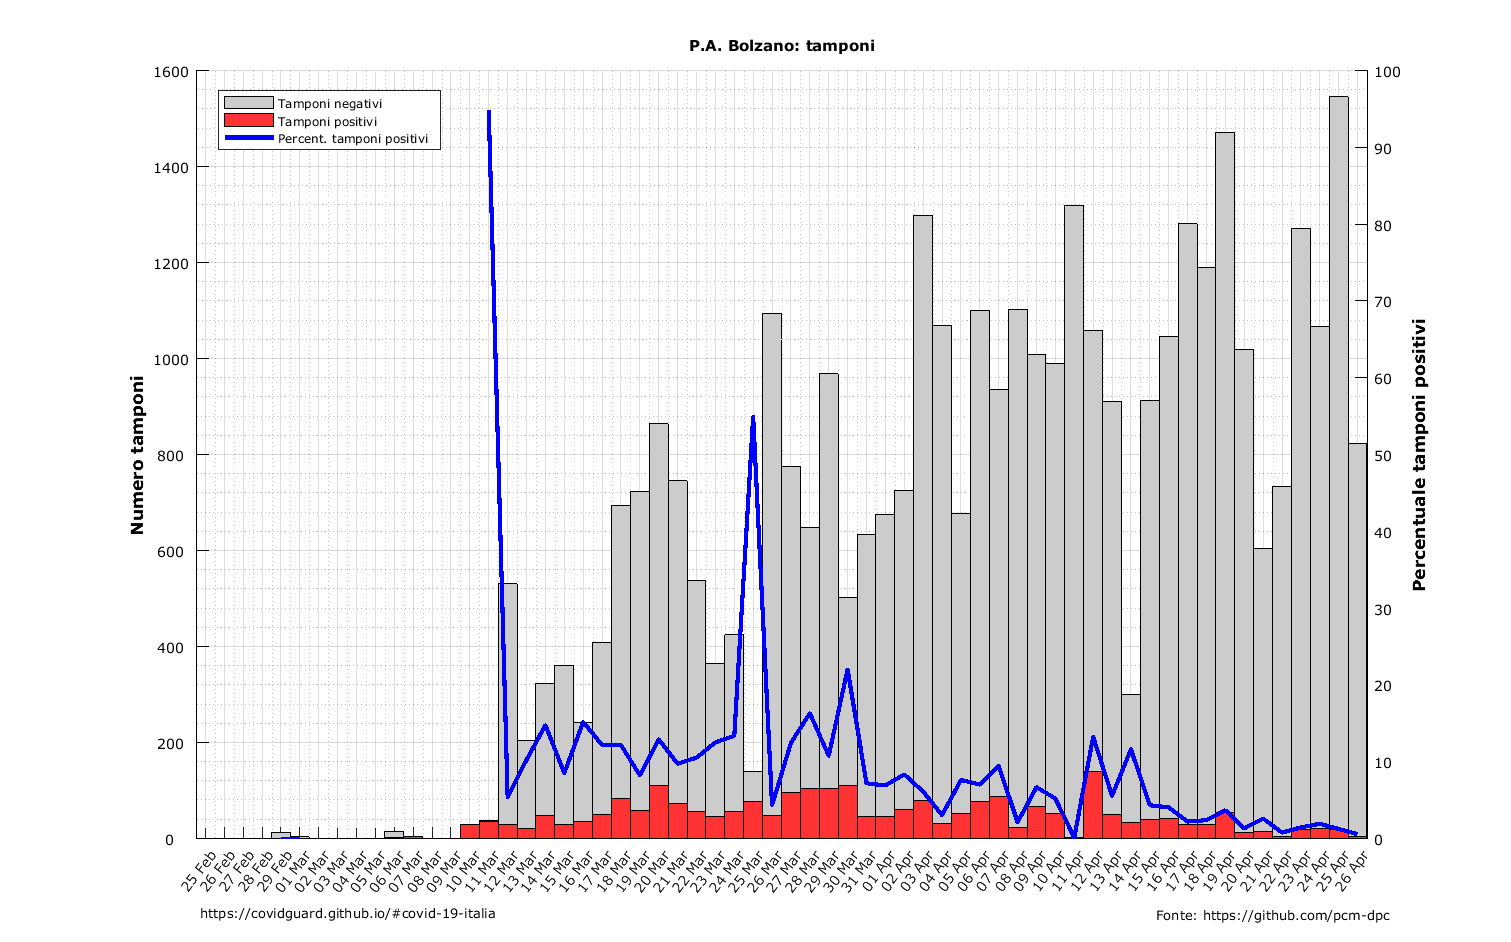 P.A. Bolzano: tamponi
Tamponi negativi
Tamponi positivi
Percent. tamponi positivi
Numero tamponi
1600
1400
1200
1000
800
600
400
200
0
Percentuale tamponi positivi
100
90
80
70
60
50
40
30
20
10
0
25 Feb
26 Feb
27 Feb
28 Feb
29 Feb
01 Mar
02 Mar
03 Mar
04 Mar
05 Mar
06 Mar
07 Mar
08 Mar
09 Mar
10 Mar
11 Mar
12 Mar
13 Mar
14 Mar
15 Mar
16 Mar
17 Mar
18 Mar
19 Mar
20 Mar
21 Mar
22 Mar
23 Mar
24 Mar
25 Mar
26 Mar
27 Mar
28 Mar
29 Mar
30 Mar
31 Mar
01 Apr
02 Apr
03 Apr
04 Apr
05 Apr
06 Apr
07 Apr
08 Apr
09 Apr
10 Apr
11 Apr
12 Apr
13 Apr
14 Apr
15 Apr
16 Apr
17 Apr
18 Apr
19 Apr
20 Apr
21 Apr
22 Apr
23 Apr
24 Apr
25 Apr
26 Apr
https://covidguard.github.io/#covid-19-italia
Fonte: https://github.com/pcm-dpc